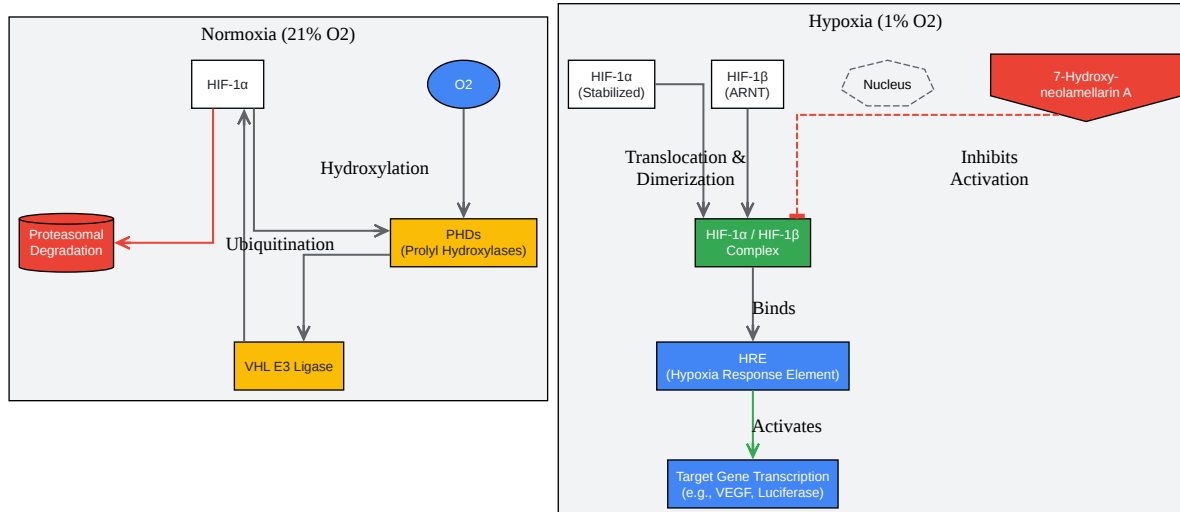 Normoxia (21% O2)
HIF-1α
O2
Hydroxylation
Proteasomal
Degradation
Ubiquitination
PHDs
(Prolyl Hydroxylases)
VHL E3 Ligase
Hypoxia (1% O2)
HIF-1α
(Stabilized)
HIF-1β
(ARNT)
Nucleus
7-Hydroxy-
neolamellarin A
Translocation &
Dimerization
Inhibits
Activation
HIF-1α / HIF-1β
Complex
Binds
HRE
(Hypoxia Response Element)
Activates
Target Gene Transcription
(e.g., VEGF, Luciferase)